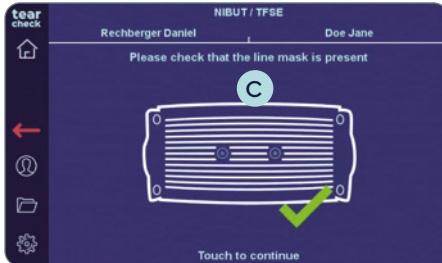 tear
check
NIBUT / TFSE
Rechberger Daniel
Doe Jane
Please check that the line mask is present
C
Touch to continue